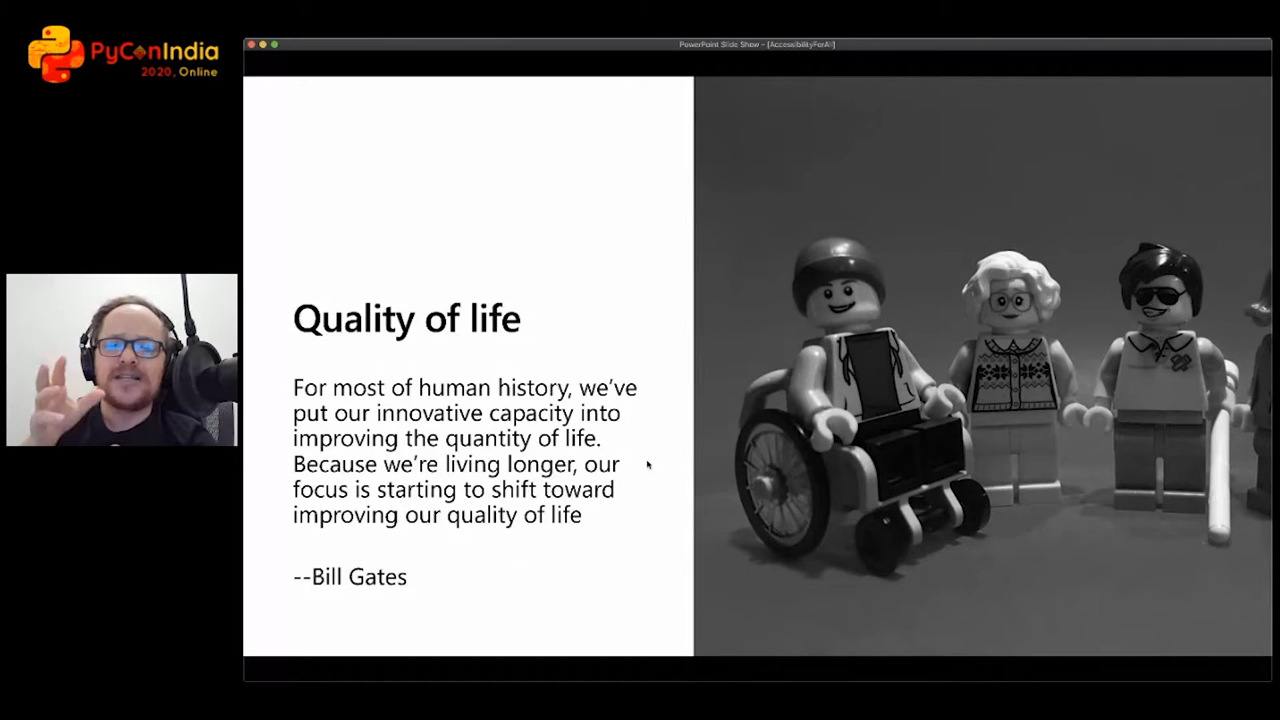 PyConIndia
2020, Online
PowerPoint Slide Show - [AccessibilityForAll]
Quality of life
For most of human history, we've
put our innovative capacity into
improving the quantity of life.
Because we're living longer, our
focus is starting to shift toward
improving our quality of life
--Bill Gates